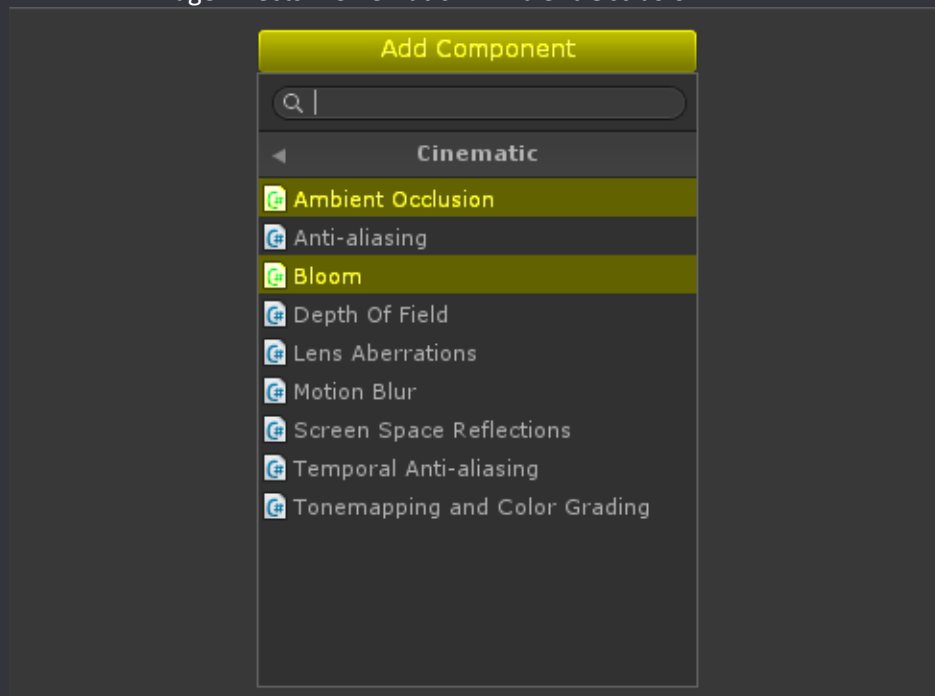 Add Component
Cinematic
Ambient Occlusion
Anti-aliasing
Bloom
Depth Of Field
Lens Aberrations
Motion Blur
Screen Space Reflections
Temporal Anti-aliasing
Tonemapping and Color Grading